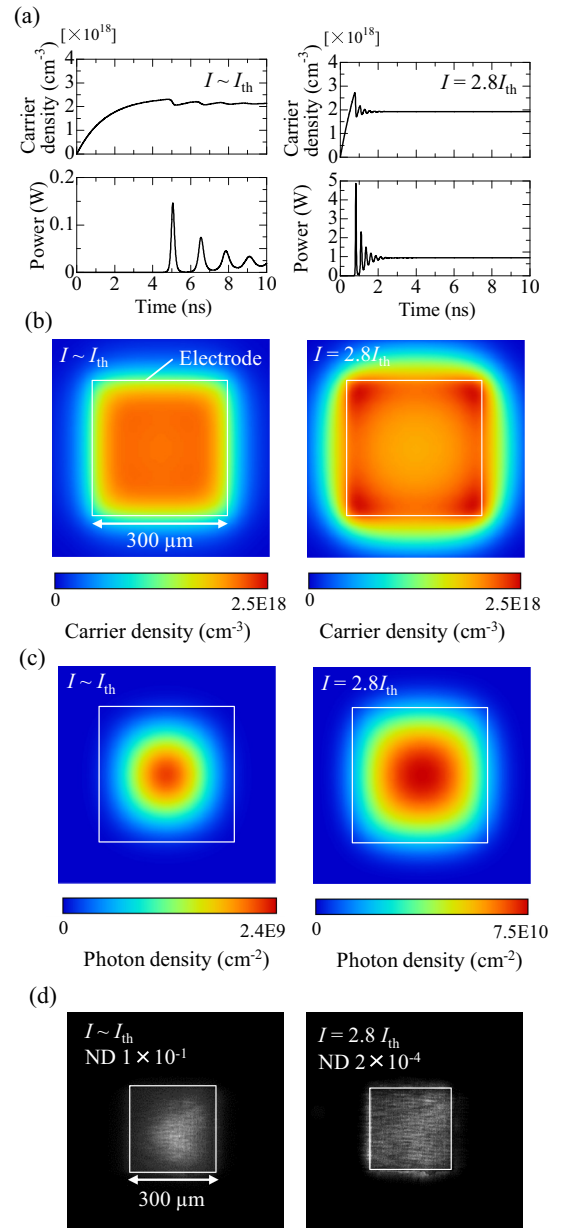 (a)
[×10¹⁸]
Carrier density (cm⁻³)
4
3
2
1
0
I ~ Iₜₕ
0.2
0.1
0
Power (W)
0 2 4 6 8 10
Time (ns)
[×10¹⁸]
Carrier density (cm⁻³)
4
3
2
1
0
I = 2.8Iₜₕ
5
4
3
2
1
0
Power (W)
0 2 4 6 8 10
Time (ns)
(b)
I ~ Iₜₕ
Electrode
300 µm
0 2.5E18
Carrier density (cm⁻³)
I = 2.8Iₜₕ
0 2.5E18
Carrier density (cm⁻³)
(c)
I ~ Iₜₕ
0 2.4E9
Photon density (cm⁻²)
I = 2.8Iₜₕ
0 7.5E10
Photon density (cm⁻²)
(d)
I ~ Iₜₕ
ND 1×10⁻¹
300 µm
I = 2.8 Iₜₕ
ND 2×10⁻⁴